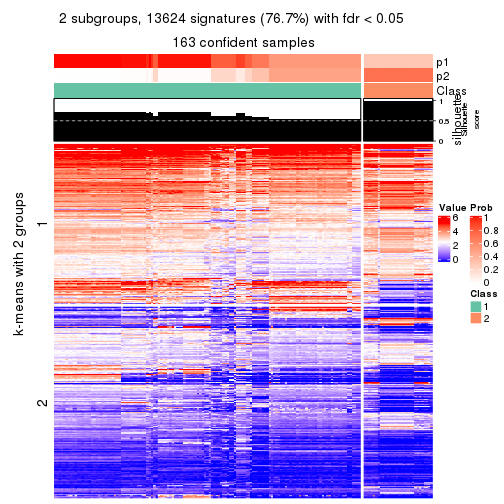 2 subgroups, 13624 signatures (76.7%) with fdr < 0.05
163 confident samples
p1
p2
Class
silhouette
Silhouette
score
1
0.5
0
k-means with 2 groups
1
2
Value
6
4
2
0
Prob
1
0.8
0.6
0.4
0.2
0
Class
1
2